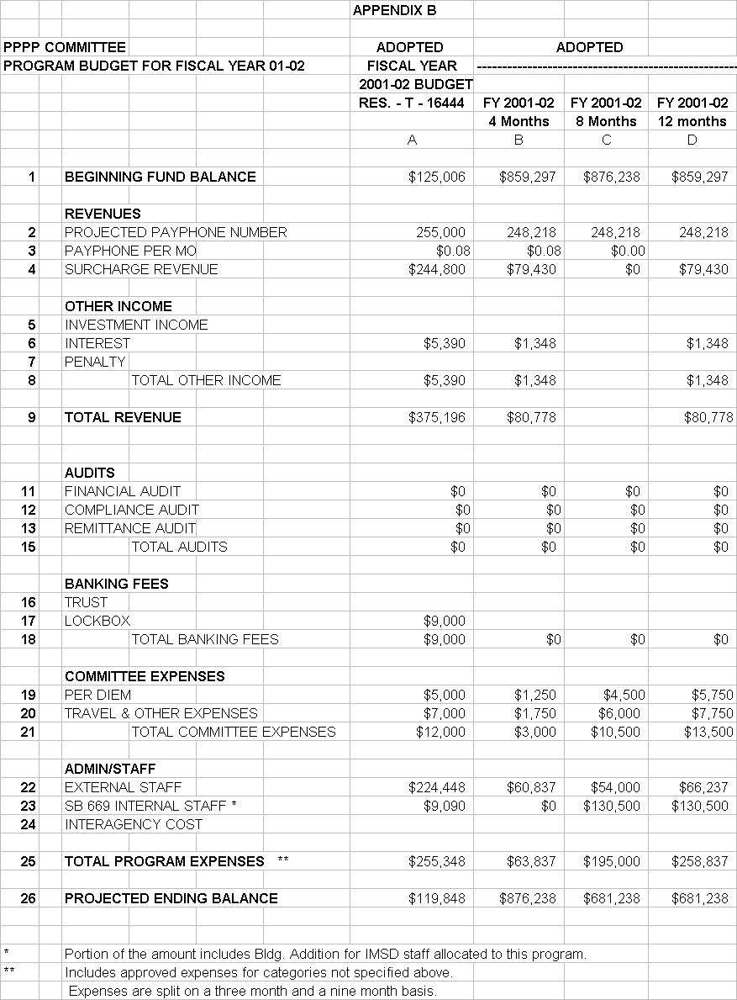 APPENDIX B
PPPP COMMITTEE ADOPTED ADOPTED
PROGRAM BUDGET FOR FISCAL YEAR 01-02 FISCAL YEAR ----------------------------------------------------
2001-02 BUDGET
RES. - T - 16444 FY 2001-02 FY 2001-02 FY 2001-02
4 Months 8 Months 12 months
A B C D
1 BEGINNING FUND BALANCE $125,006 $859,297 $876,238 $859,297
REVENUES
2 PROJECTED PAYPHONE NUMBER 255,000 248,218 248,218 248,218
3 PAYPHONE PER MO $0.08 $0.08 $0.00
4 SURCHARGE REVENUE $244,800 $79,430 $0 $79,430
OTHER INCOME
5 INVESTMENT INCOME
6 INTEREST $5,390 $1,348 $1,348
7 PENALTY
8 TOTAL OTHER INCOME $5,390 $1,348 $1,348
9 TOTAL REVENUE $375,196 $80,778 $80,778
AUDITS
11 FINANCIAL AUDIT $0 $0 $0 $0
12 COMPLIANCE AUDIT $0 $0 $0 $0
13 REMITTANCE AUDIT $0 $0 $0 $0
15 TOTAL AUDITS $0 $0 $0 $0
BANKING FEES
16 TRUST
17 LOCKBOX $9,000
18 TOTAL BANKING FEES $9,000 $0 $0 $0
COMMITTEE EXPENSES
19 PER DIEM $5,000 $1,250 $4,500 $5,750
20 TRAVEL & OTHER EXPENSES $7,000 $1,750 $6,000 $7,750
21 TOTAL COMMITTEE EXPENSES $12,000 $3,000 $10,500 $13,500
ADMIN/STAFF
22 EXTERNAL STAFF $224,448 $60,837 $54,000 $66,237
23 SB 669 INTERNAL STAFF * $9,090 $0 $130,500 $130,500
24 INTERAGENCY COST
25 TOTAL PROGRAM EXPENSES ** $255,348 $63,837 $195,000 $258,837
26 PROJECTED ENDING BALANCE $119,848 $876,238 $681,238 $681,238
* Portion of the amount includes Bldg. Addition for IMSD staff allocated to this program.
** Includes approved expenses for categories not specified above.
Expenses are split on a three month and a nine month basis.